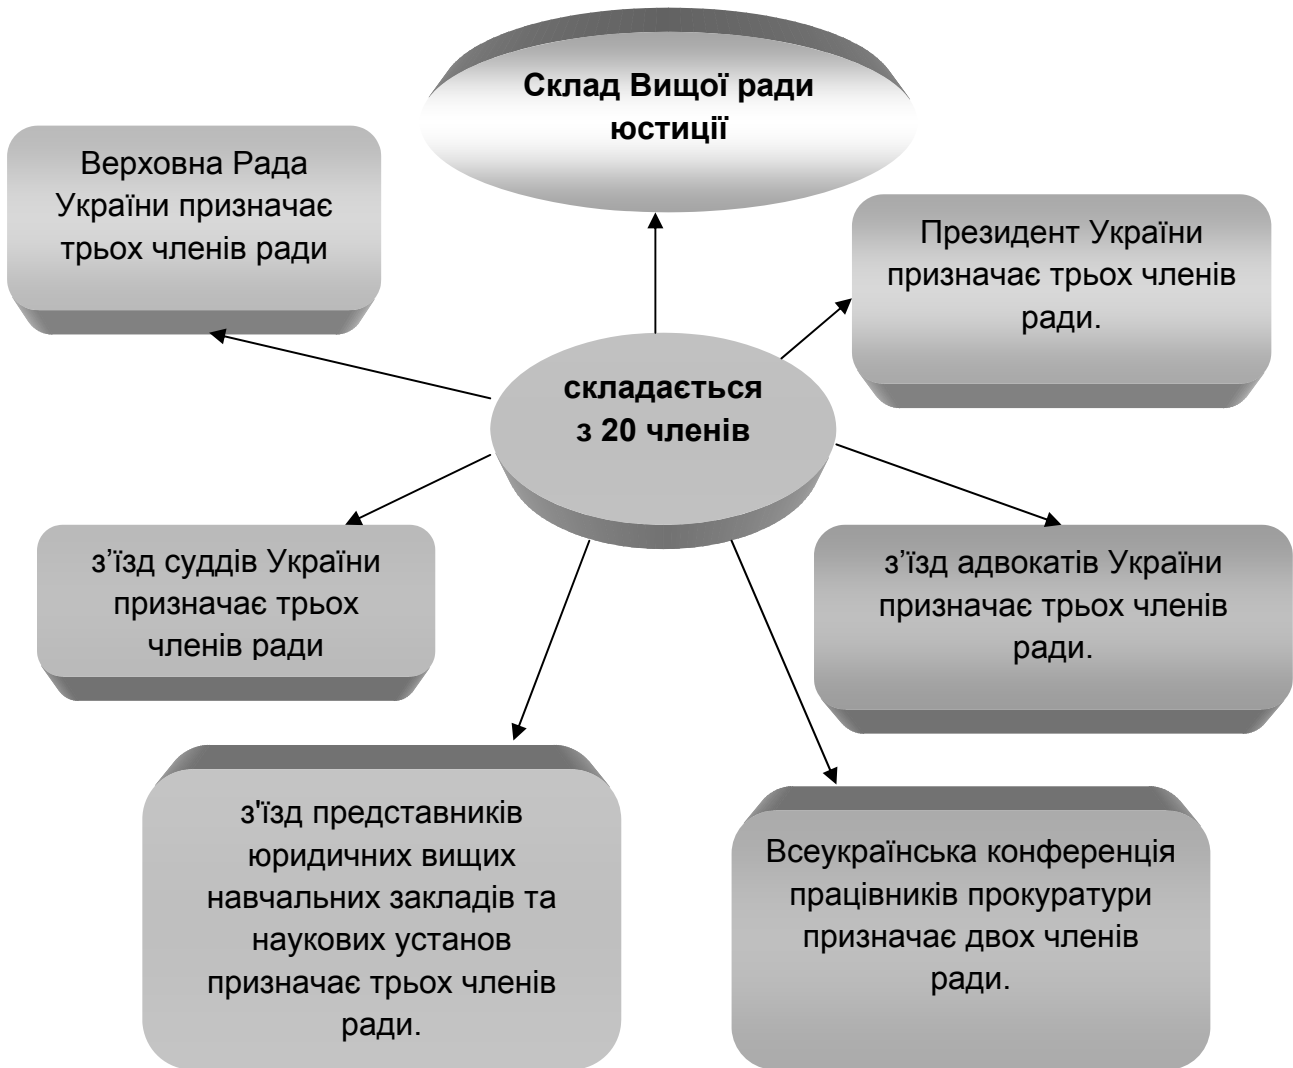 Склад Вищої ради
юстиції
Верховна Рада
України призначає
трьох членів ради
Президент України
призначає трьох членів
ради.
складається
з 20 членів
з’їзд суддів України
призначає трьох
членів ради
з’їзд адвокатів України
призначає трьох членів
ради.
з'їзд представників
юридичних вищих
навчальних закладів та
наукових установ
призначає трьох членів
ради.
Всеукраїнська конференція
працівників прокуратури
призначає двох членів
ради.